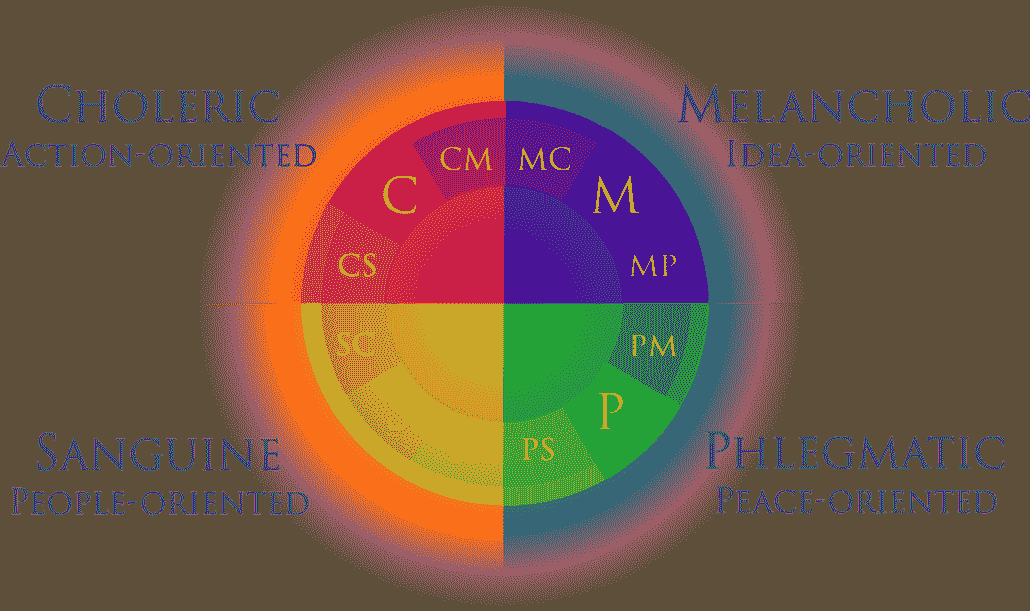 CHOLERIC
ACTION-ORIENTED
MELANCHOLIC
IDEA-ORIENTED
CM
MC
C
M
CS
MP
SC
PM
P
PS
SANGUINE
PEOPLE-ORIENTED
PHLEGMATIC
PEACE-ORIENTED